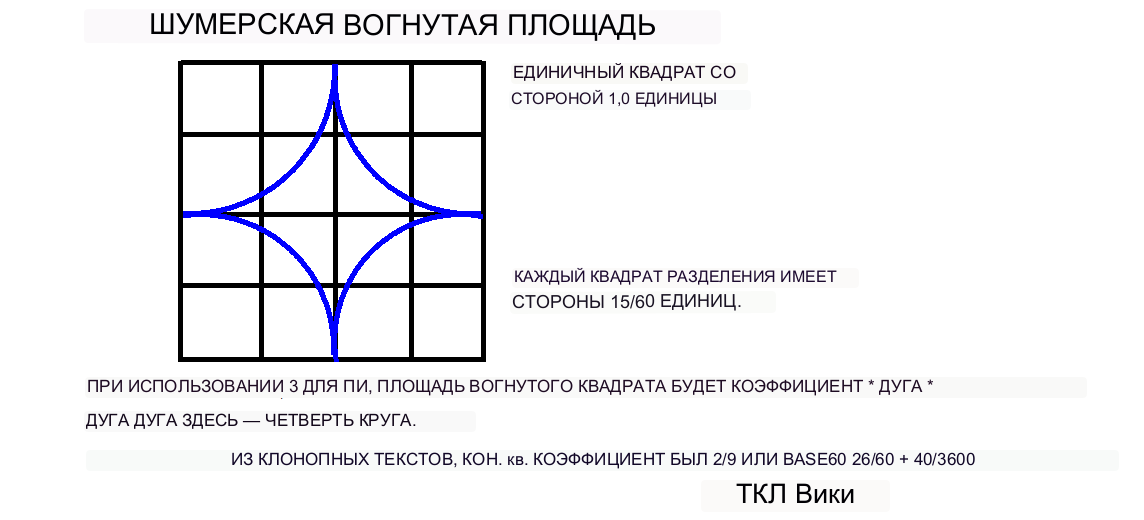 ШУМЕРСКАЯ ВОГНУТАЯ ПЛОЩАДЬ
ЕДИНИЧНЫЙ КВАДРАТ СО
СТОРОНОЙ 1,0 ЕДИНИЦЫ
КАЖДЫЙ КВАДРАТ РАЗДЕЛЕНИЯ ИМЕЕТ
СТОРОНЫ 15/60 ЕДИНИЦ.
ПРИ ИСПОЛЬЗОВАНИИ 3 ДЛЯ ПИ, ПЛОЩАДЬ ВОГНУТОГО КВАДРАТА БУДЕТ КОЭФФИЦИЕНТ * ДУГА *
ДУГА ДУГА ЗДЕСЬ — ЧЕТВЕРТЬ КРУГА.
ИЗ КЛОНОПНЫХ ТЕКСТОВ, КОН. кв. КОЭФФИЦИЕНТ БЫЛ 2/9 ИЛИ BASE60 26/60 + 40/3600
ТКЛ Вики